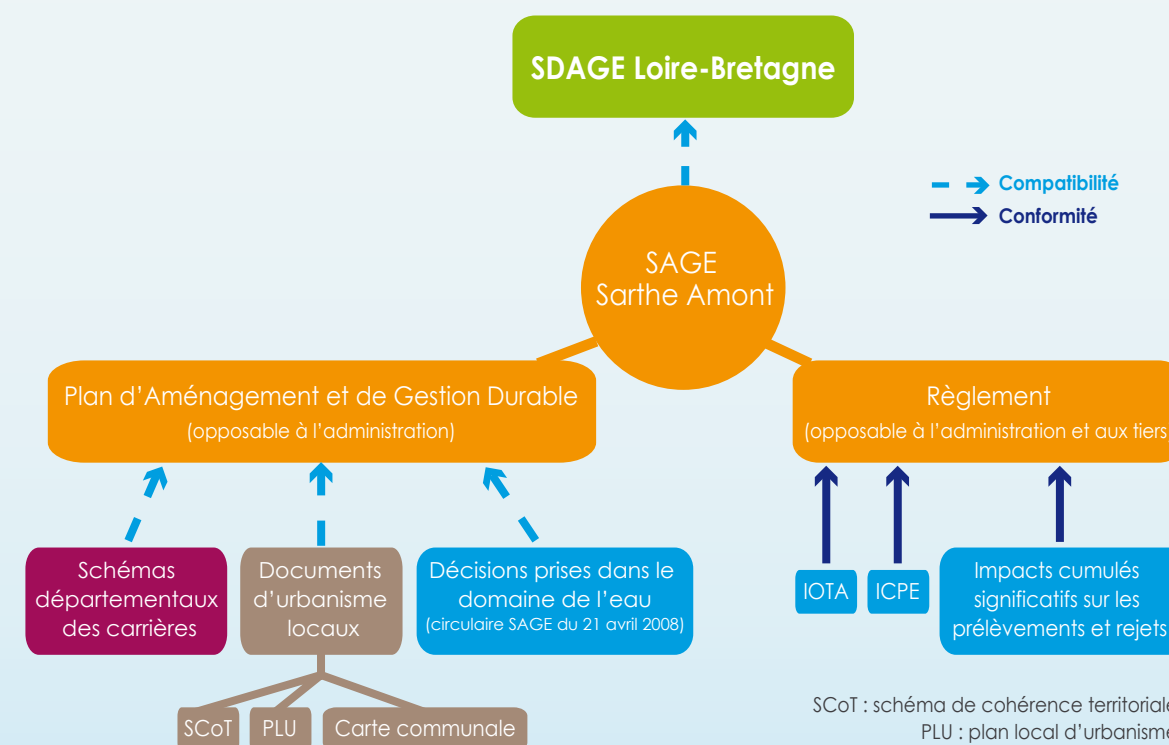 SDAGE Loire-Bretagne
Compatibilité
Conformité
SAGE
Sarthe Amont
Plan d’Aménagement et de Gestion Durable
(opposable à l’administration)
Règlement
(opposable à l’administration et aux tiers
Schémas
départementaux
des carrières
Documents
d’urbanisme
locaux
Décisions prises dans le
domaine de l’eau
(circulaire SAGE du 21 avril 2008)
IOTA
ICPE
Impacts cumulés
significatifs sur les
prélèvements et rejets
SCoT
PLU
Carte communale
SCoT : schéma de cohérence territoriale
PLU : plan local d’urbanisme